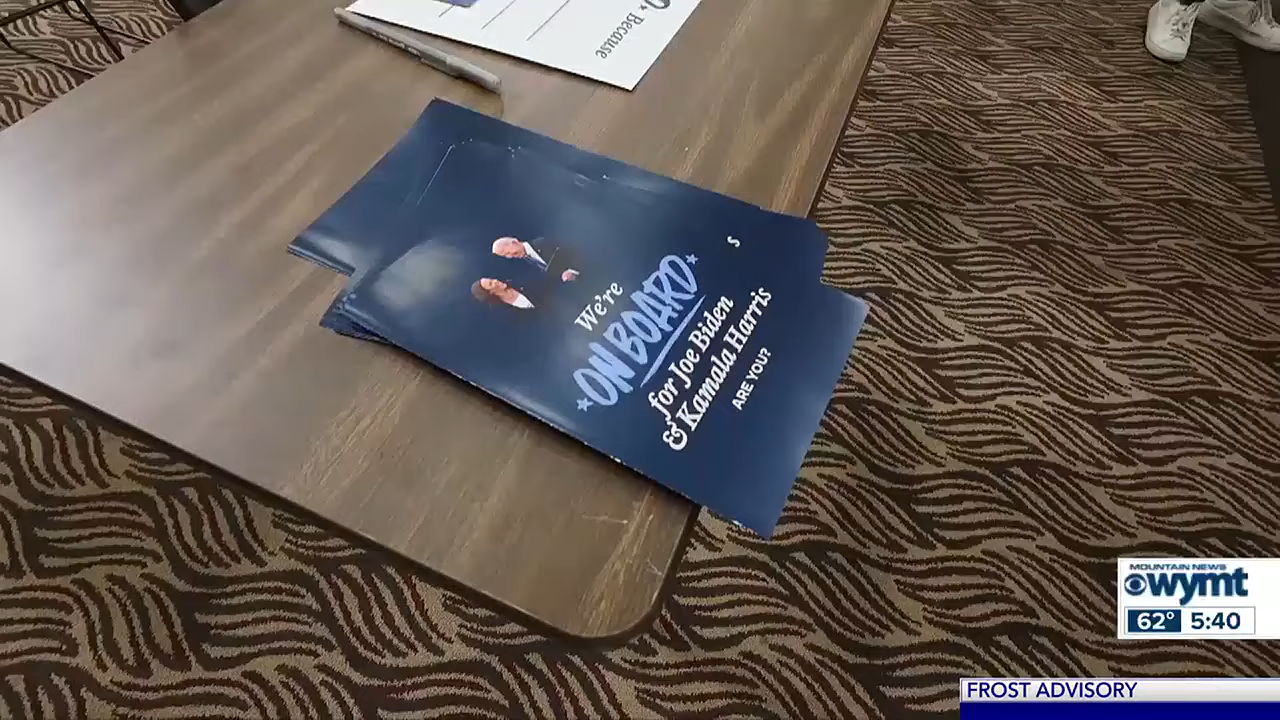 Because
We're
ON BOARD
for Joe Biden
& Kamala Harris
ARE YOU?
S
MOUNTAIN NEWS
wymt
62° 5:40
FROST ADVISORY